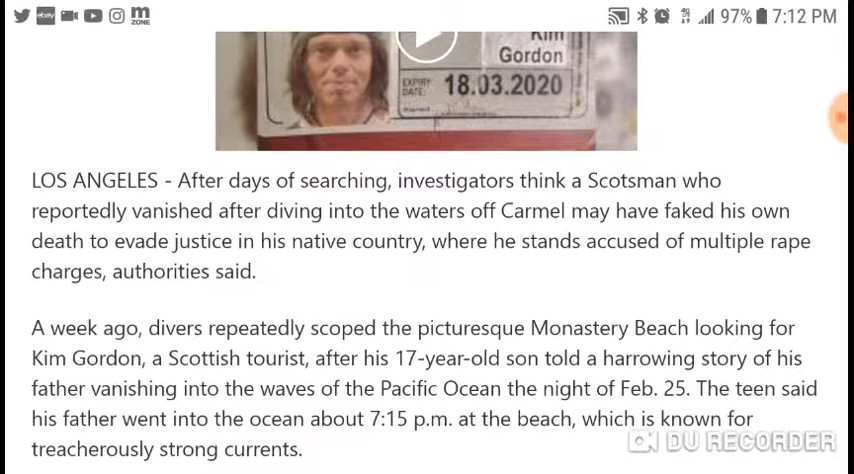 ebay
m
ZONE
97%
7:12 PM
Kim
Gordon
EXPIRY
DATE:
18.03.2020
LOS ANGELES - After days of searching, investigators think a Scotsman who
reportedly vanished after diving into the waters off Carmel may have faked his own
death to evade justice in his native country, where he stands accused of multiple rape
charges, authorities said.
A week ago, divers repeatedly scoped the picturesque Monastery Beach looking for
Kim Gordon, a Scottish tourist, after his 17-year-old son told a harrowing story of his
father vanishing into the waves of the Pacific Ocean the night of Feb. 25. The teen said
his father went into the ocean about 7:15 p.m. at the beach, which is known for
treacherously strong currents.
DU RECORDER